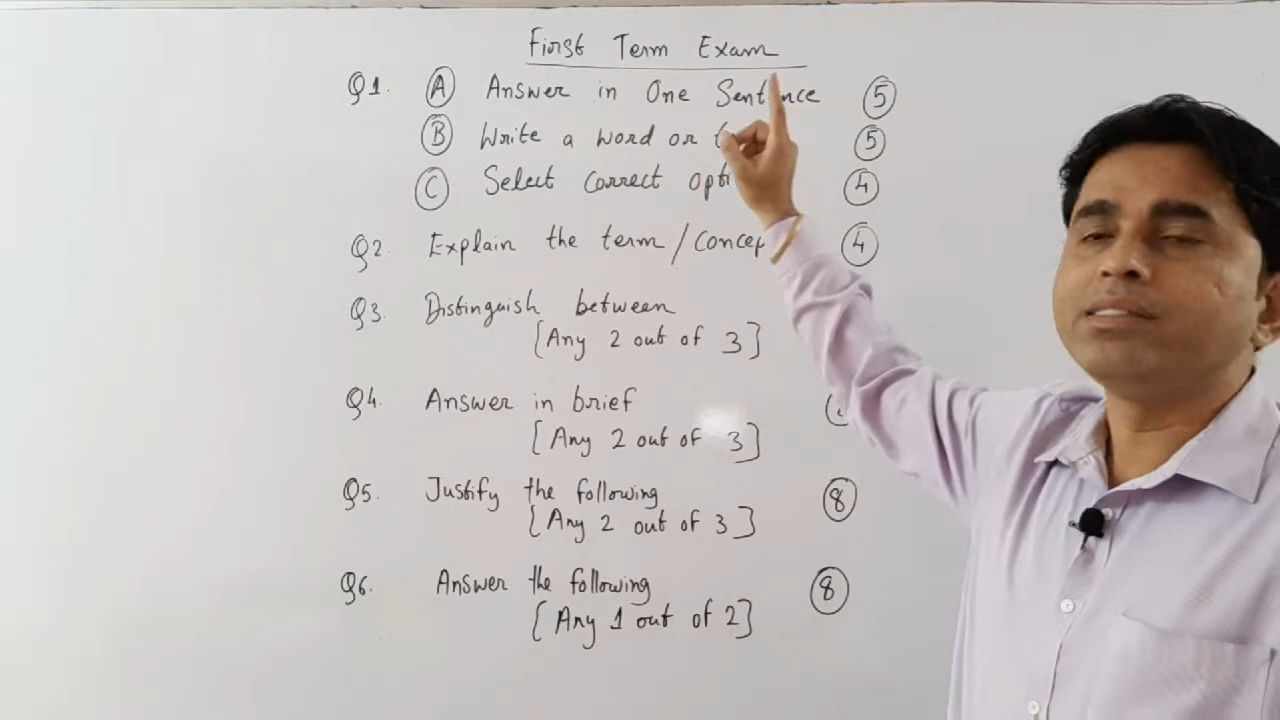 First Term Exam
Q1. A Answer in One Sentence 5
B Write a word or 5
C Select Correct 4
Q2. Explain the term / 4
Q3. Distinguish between
[Any 2 out of 3]
Q4. Answer in brief
[Any 2 out of 3]
Q5. Justify the following 8
[Any 2 out of 3]
Q6. Answer the following 8
[Any 1 out of 2]